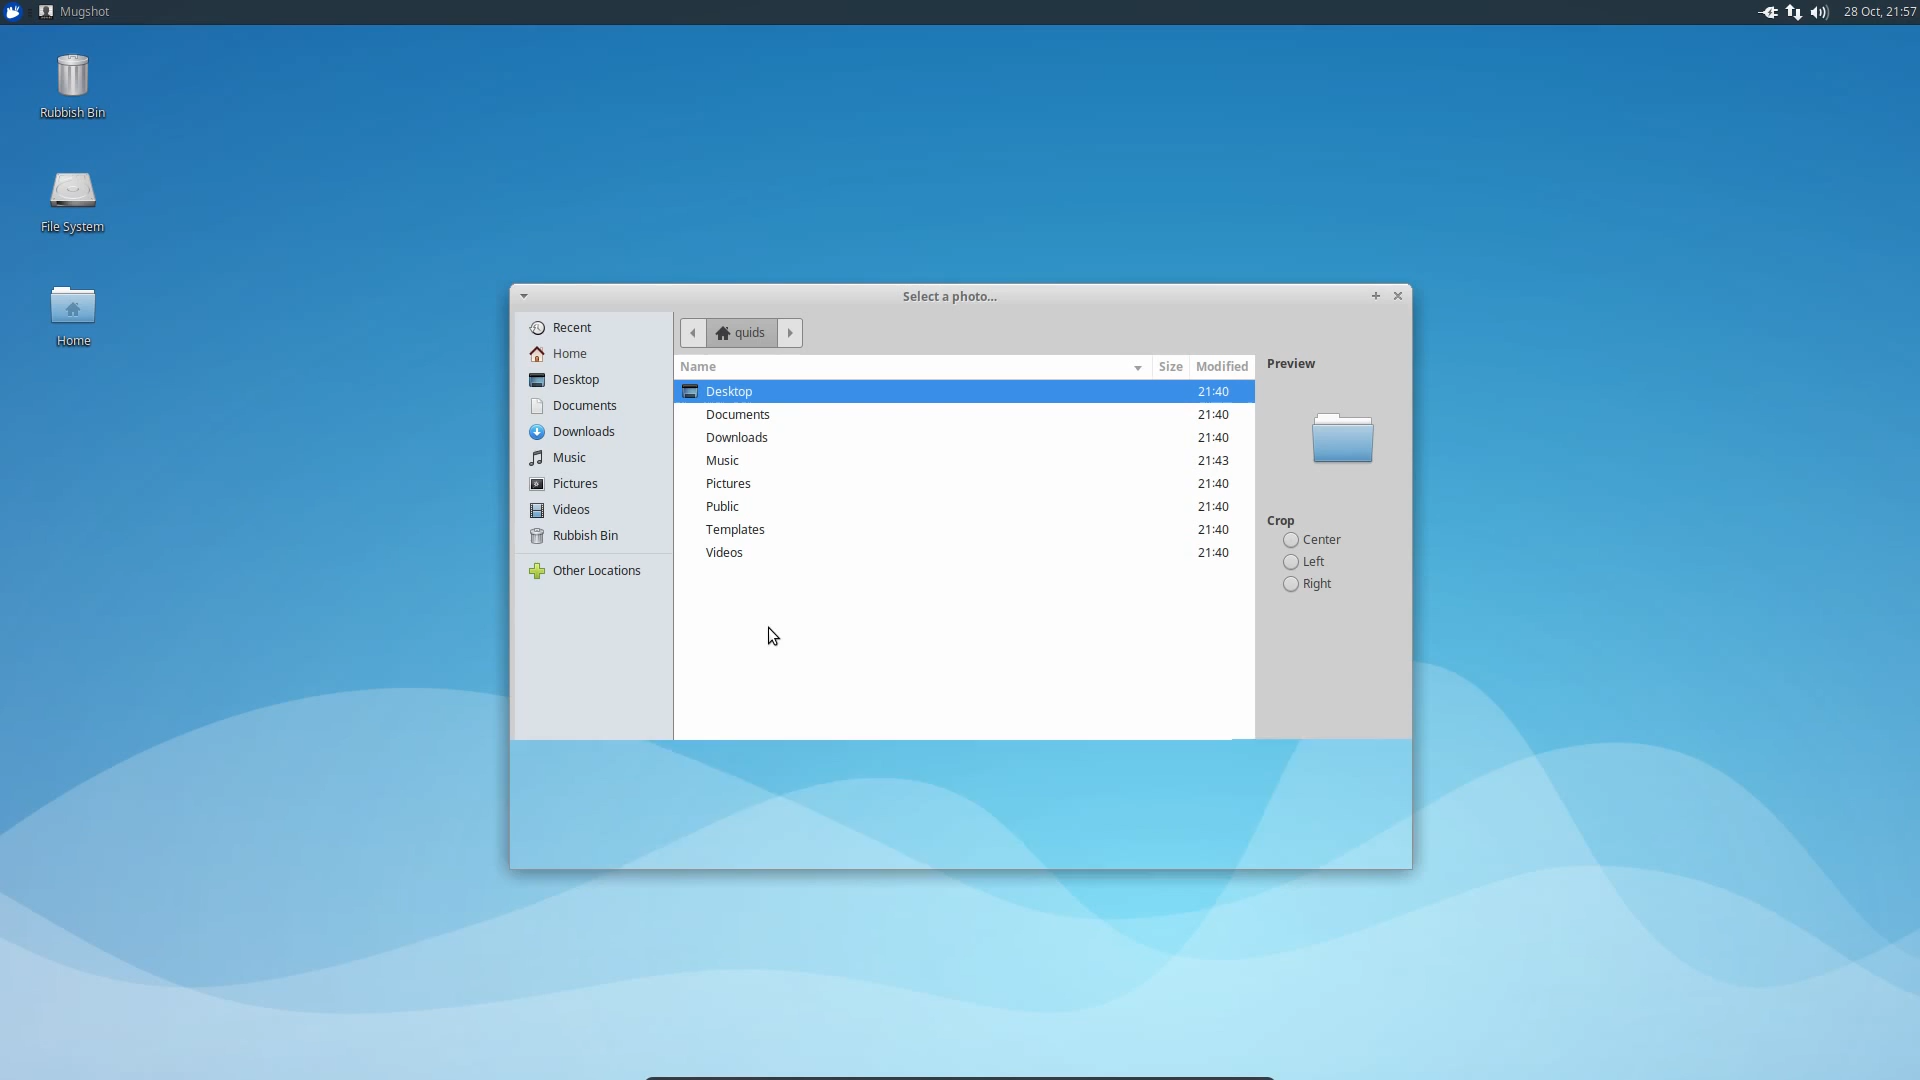 Mugshot
28 Oct, 21:57
Rubbish Bin
File System
Home
Select a photo...
Recent
Home
Desktop
Documents
Downloads
Music
Pictures
Videos
Rubbish Bin
Other Locations
quids
Name Size Modified
Desktop 21:40
Documents 21:40
Downloads 21:40
Music 21:43
Pictures 21:40
Public 21:40
Templates 21:40
Videos 21:40
Preview
Crop
Center
Left
Right